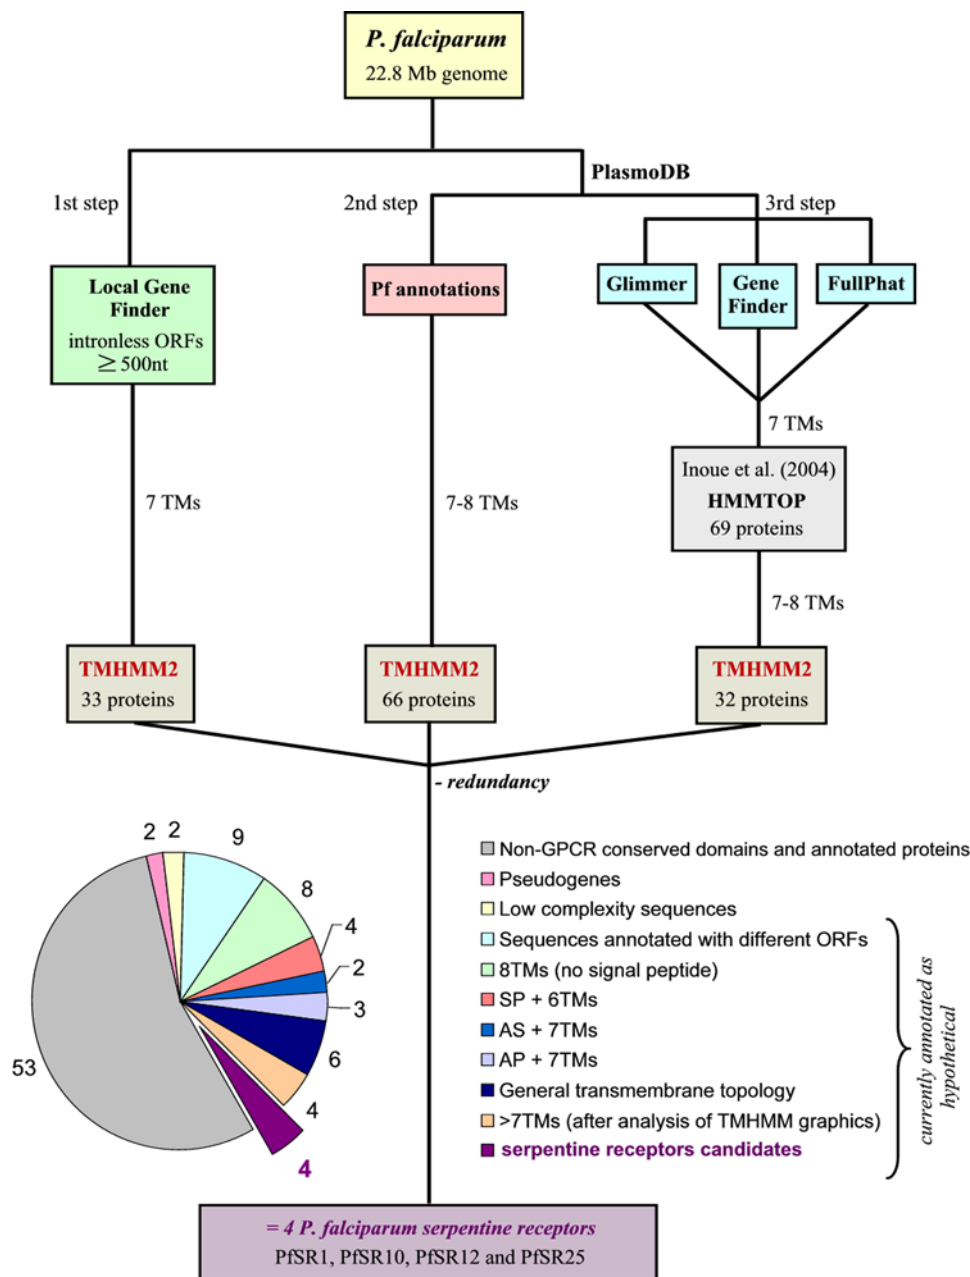 P. falciparum
22.8 Mb genome
PlasmoDB
1st step
2nd step
3rd step
Local Gene
Finder
intronless ORFs
≥ 500nt
Pf annotations
Glimmer
Gene
Finder
FullPhat
7 TMs
Inoue et al. (2004)
HMMTOP
69 proteins
7 TMs
7-8 TMs
7-8 TMs
TMHMM2
33 proteins
TMHMM2
66 proteins
TMHMM2
32 proteins
- redundancy
2
2
9
8
4
2
3
6
4
4
53
Non-GPCR conserved domains and annotated proteins
Pseudogenes
Low complexity sequences
Sequences annotated with different ORFs
8TMs (no signal peptide)
SP + 6TMs
AS + 7TMs
AP + 7TMs
General transmembrane topology
>7TMs (after analysis of TMHMM graphics)
serpentine receptors candidates
currently annotated as
hypothetical
= 4 P. falciparum serpentine receptors
PfSR1, PfSR10, PfSR12 and PfSR25